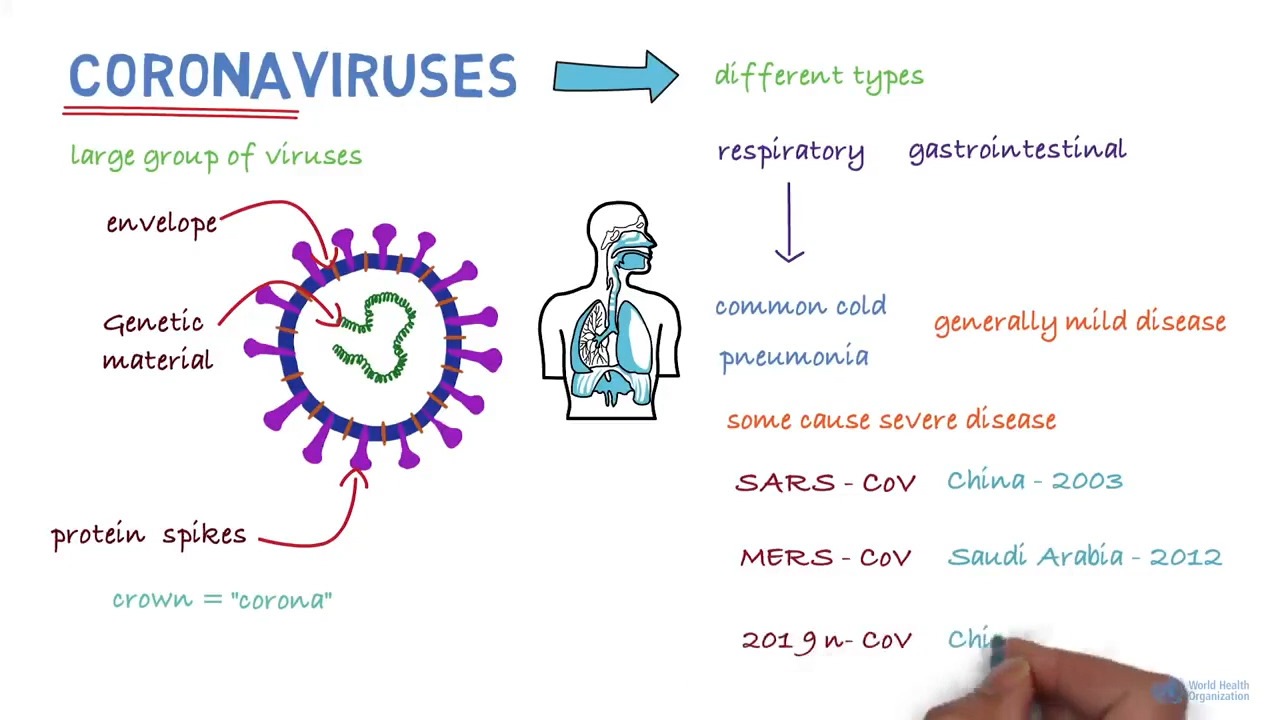 CORONAVIRUSES
different types
large group of viruses
respiratory gastrointestinal
envelope
Genetic
material
common cold
generally mild disease
pneumonia
some cause severe disease
SARS - CoV China - 2003
MERS - CoV Saudi Arabia - 2012
protein spikes
crown = "corona"
2019 n- CoV Chi
World Health
Organization